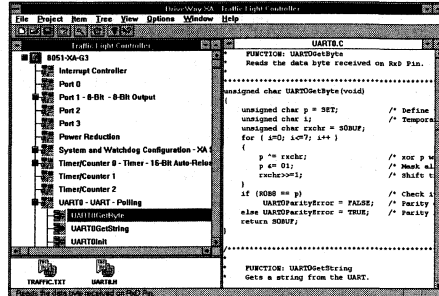 DriveWay-XA - Traffic Light Controller
File Project Item Tree View Options Window Help
Traffic Light Controller
8051-XA-G3
Interrupt Controller
Port 0
Port 1 - 8-Bit - 8-Bit Output
Port 2
Port 3
Power Reduction
System and Watchdog Configuration - XA S
Timer/Counter 0 - Timer - 16-Bit Auto-Reloa
Timer/Counter 1
Timer/Counter 2
UART0 - UART - Polling
UART0GetByte
UART0GetString
UART0Init
TRAFFIC.TXT
UART0.H
UART0.C
FUNCTION: UART0GetByte
Reads the data byte received on RxD Pin.
unsigned char UART0GetByte(void)
{
unsigned char p = SET; /* Define
unsigned char i; /* Tempora
unsigned char rxchr = S0BUF;
for ( i=0; i<=7; i++ )
{
p ^= rxchr; /* xor p w
p &= 01; /* Mask al
rxchr>>=1; /* Shift t
}
if (ROB8 == p) /* Check i
UART0ParityError = FALSE; /* Parity
else UART0ParityError = TRUE; /* Parity
return S0BUF;
}
/**
FUNCTION: UART0GetString
Gets a string from the UART.
Reads the data byte received on RxD Pin.